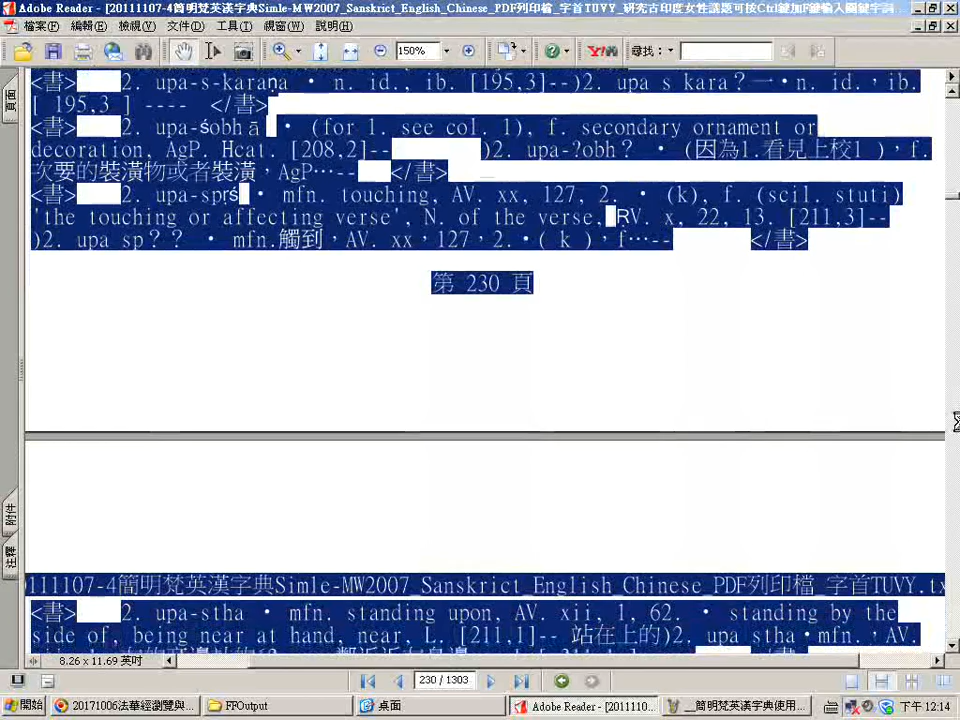 Adobe Reader - [20111107-4簡明梵英漢字典Simle-MW2007_Sanskrict_English_Chinese_PDF列印檔_字首TUVY_研究古印度女性議題可按Ctrl鍵加F鍵輸入關鍵字詞
檔案(F) 編輯(E) 檢視(V) 文件(D) 工具(T) 視窗(W) 說明(H)
150% Y! 尋找:
頁面
<書> 2. upa-s-karaṇa • n. id., ib. [195,3]--)2. upa s kara?一•n. id.，ib.
[ 195,3 ] ---- </書>
<書> 2. upa-śobhā • (for 1. see col. 1), f. secondary ornament or
decoration, AgP. Hcat. [208,2]-- )2. upa-?obh? • (因為1.看見上校1 )，f.
次要的裝潢物或者裝潢，AgP…-- </書>
<書> 2. upa-spṛś • mfn. touching, AV. xx, 127, 2. • (k), f. (scil. stuti)
'the touching or affecting verse', N. of the verse, ṚV. x, 22, 13. [211,3]--
)2. upa sp?? • mfn.觸到，AV. xx，127，2.•( k )，f…-- </書>
第 230 頁
附件
注釋
111107-4簡明梵英漢字典Simle-MW2007_Sanskrict_English_Chinese_PDF列印檔_字首TUVY.tx
<書> 2. upa-stha • mfn. standing upon, AV. xii, 1, 62. • standing by the
side of, being near at hand, near, L. [211,1]-- 站在上的)2. upa stha•mfn.，AV.
8.26 x 11.69 英吋
230 / 1303
開始 20171006法華經瀏覽與... FFOutput 桌面 Adobe Reader - [2011110... __簡明梵英字典使用... 下午 12:14